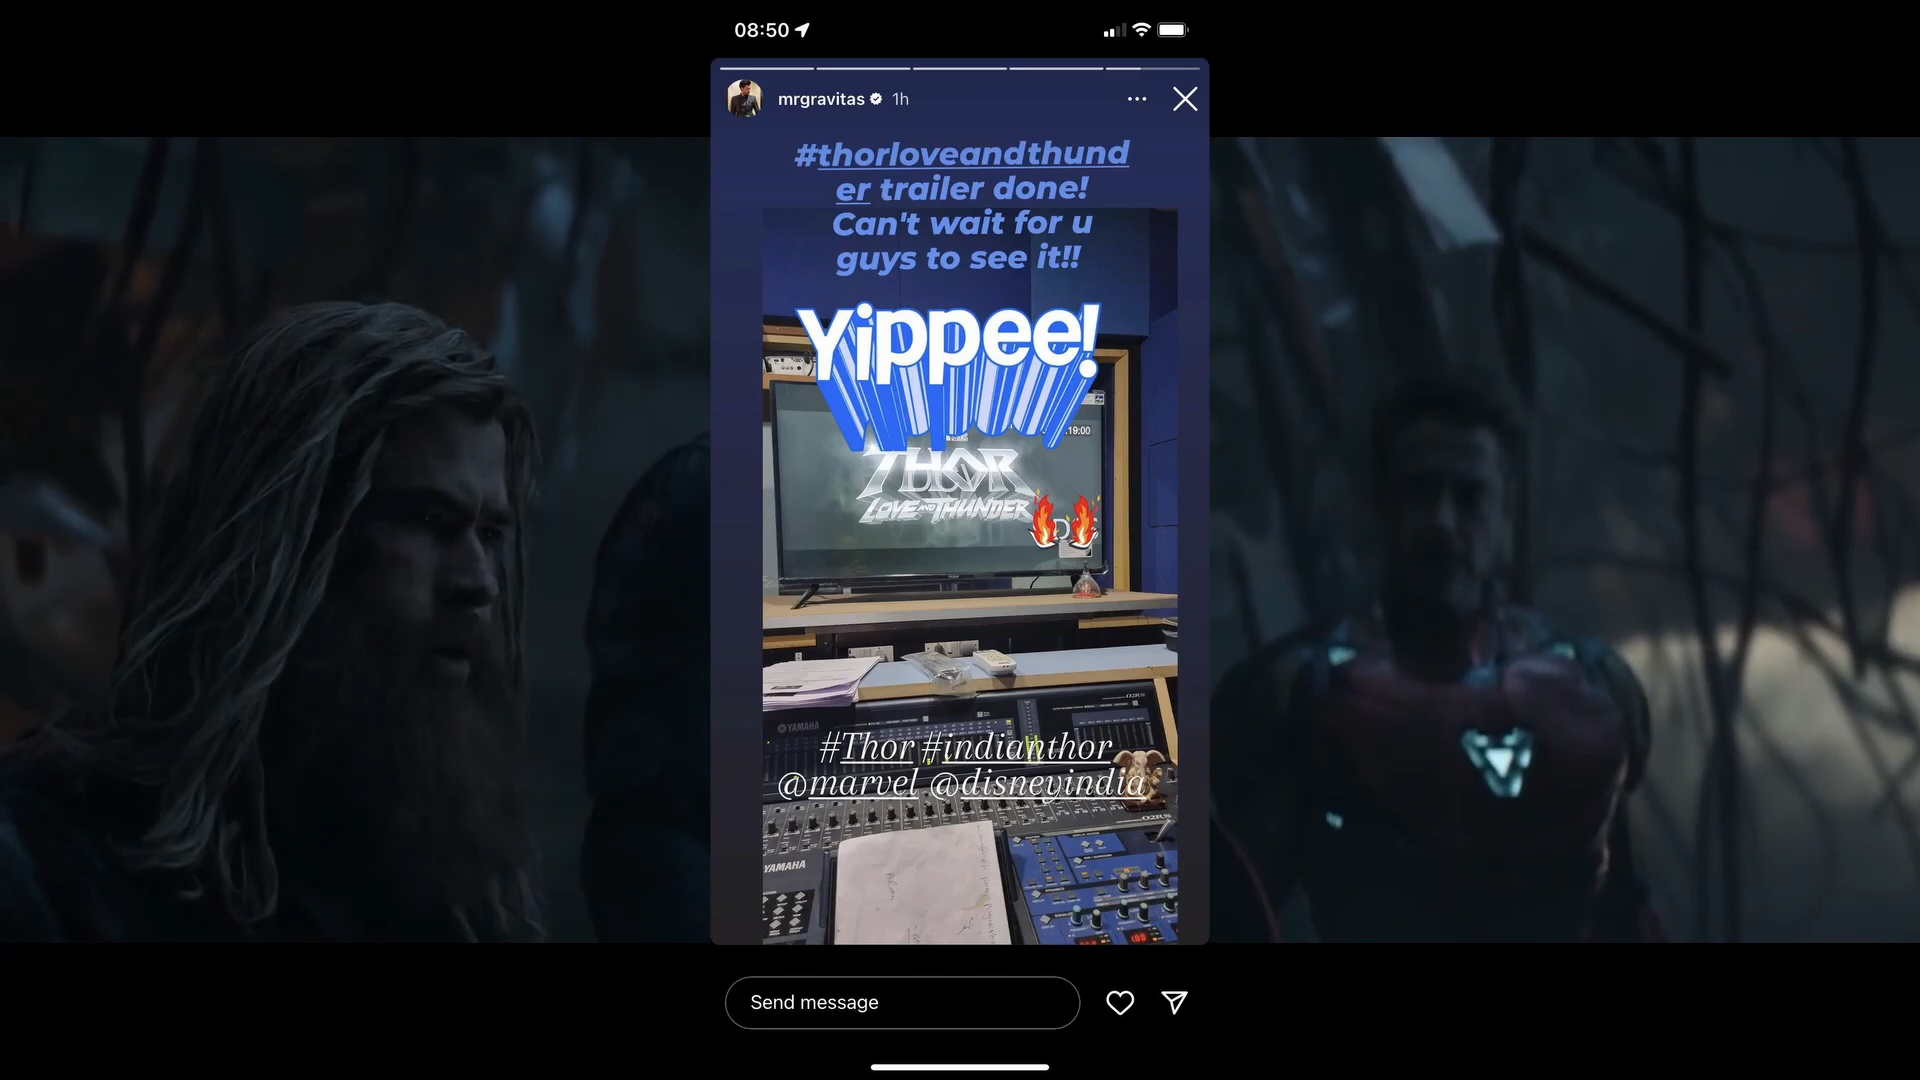 08:50
mrgravitas 1h
#thorloveandthund
er trailer done!
Can't wait for u
guys to see it!!
Yippee!
19:00
THOR
LOVE AND THUNDER
YAMAHA
#Thor #indianthor
@marvel @disneyindia
YAMAHA
Send message